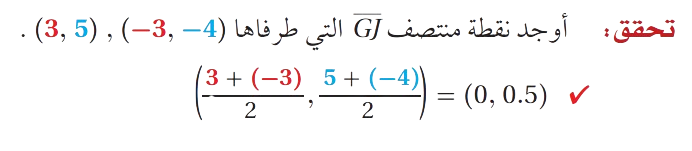 تحقق: أوجد نقطة منتصف GJ التي طرفاها (3, 5) , (−3, −4) .
(3 + (−3)/2 , 5 + (−4)/2) = (0, 0.5) ✔